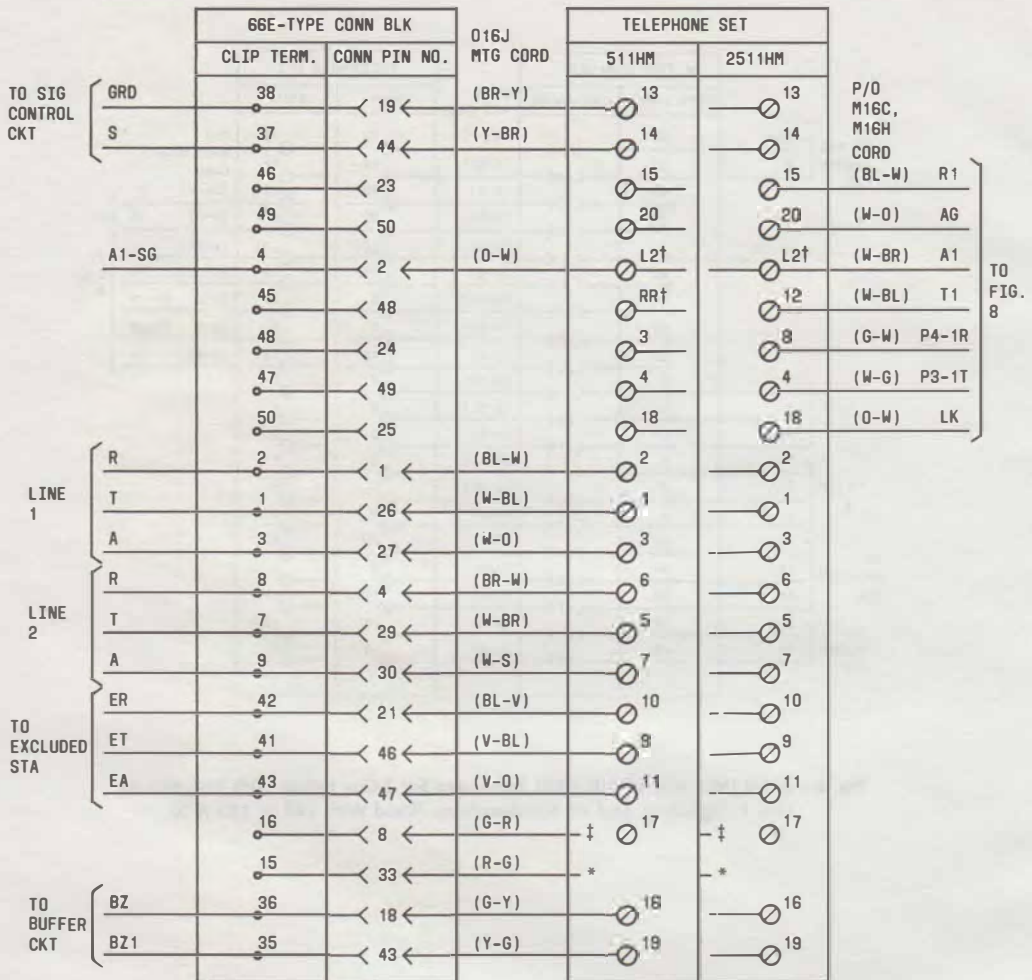 66E-TYPE CONN BLK 016J MTG CORD TELEPHONE SET
CLIP TERM. CONN PIN NO. 511HM 2511HM
P/O M16C, M16H CORD
TO SIG CONTROL CKT
GRD 38 19 (BR-Y) 13 13
S 37 44 (Y-BR) 14 14
46 23 15 15 (BL-W) R1
49 50 20 20 (W-O) AG
A1-SG 4 2 (O-W) L2† L2† (W-BR) A1
TO FIG. 8
45 48 RR† 12 (W-BL) T1
48 24 3 8 (G-W) P4-1R
47 49 4 4 (W-G) P3-1T
50 25 18 18 (O-W) LK
LINE 1
R 2 1 (BL-W) 2 2
T 1 26 (W-BL) 1 1
A 3 27 (W-O) 3 3
LINE 2
R 8 4 (BR-W) 6 6
T 7 29 (W-BR) 5 5
A 9 30 (W-S) 7 7
TO EXCLUDED STA
ER 42 21 (BL-V) 10 10
ET 41 46 (V-BL) 9 9
EA 43 47 (V-O) 11 11
16 8 (G-R) ‡ 17 ‡ 17
15 33 (R-G) * *
TO BUFFER CKT
BZ 36 18 (G-Y) 16 16
BZ1 35 43 (Y-G) 19 19